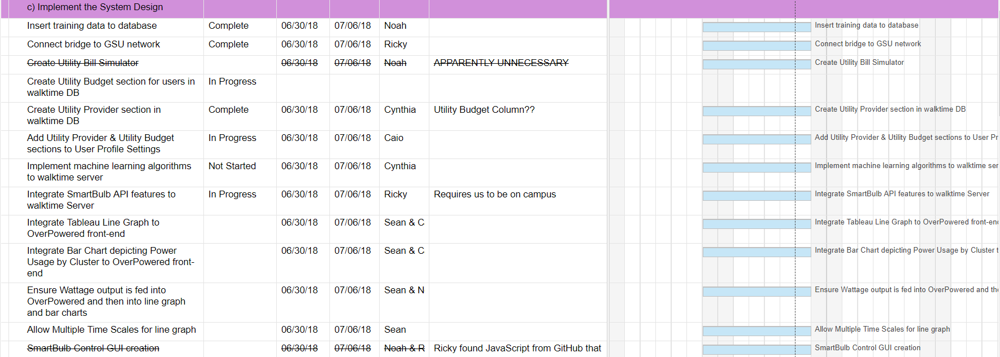 c) Implement the System Design
Insert training data to database Complete 06/30/18 07/06/18 Noah Insert training data to database
Connect bridge to GSU network Complete 06/30/18 07/06/18 Ricky Connect bridge to GSU network
Create Utility Bill Simulator 06/30/18 07/06/18 Noah APPARENTLY UNNECESSARY Create Utility Bill Simulator
Create Utility Budget section for users in In Progress
walktime DB
Create Utility Provider section in Complete 06/30/18 07/06/18 Cynthia Utility Budget Column?? Create Utility Provider section in walktime DB
walktime DB
Add Utility Provider & Utility Budget In Progress 06/30/18 07/06/18 Caio Add Utility Provider & Utility Budget sections to User Pr
sections to User Profile Settings
Implement machine learning algorithms Not Started 06/30/18 07/06/18 Cynthia Implement machine learning algorithms to walktime ser
to walktime server
Integrate SmartBulb API features to In Progress 06/30/18 07/06/18 Ricky Requires us to be on campus Integrate SmartBulb API features to walktime Server
walktime Server
Integrate Tableau Line Graph to 06/30/18 07/06/18 Sean & C Integrate Tableau Line Graph to OverPowered front-en
OverPowered front-end
Integrate Bar Chart depicting Power 06/30/18 07/06/18 Sean & C Integrate Bar Chart depicting Power Usage by Cluster t
Usage by Cluster to OverPowered front-
end
Ensure Wattage output is fed into 06/30/18 07/06/18 Sean & N Ensure Wattage output is fed into OverPowered and the
OverPowered and then into line graph
and bar charts
Allow Multiple Time Scales for line graph 06/30/18 07/06/18 Sean Allow Multiple Time Scales for line graph
SmartBulb Control GUI creation 06/30/18 07/06/18 Noah & R Ricky found JavaScript from GitHub that SmartBulb Control GUI creation